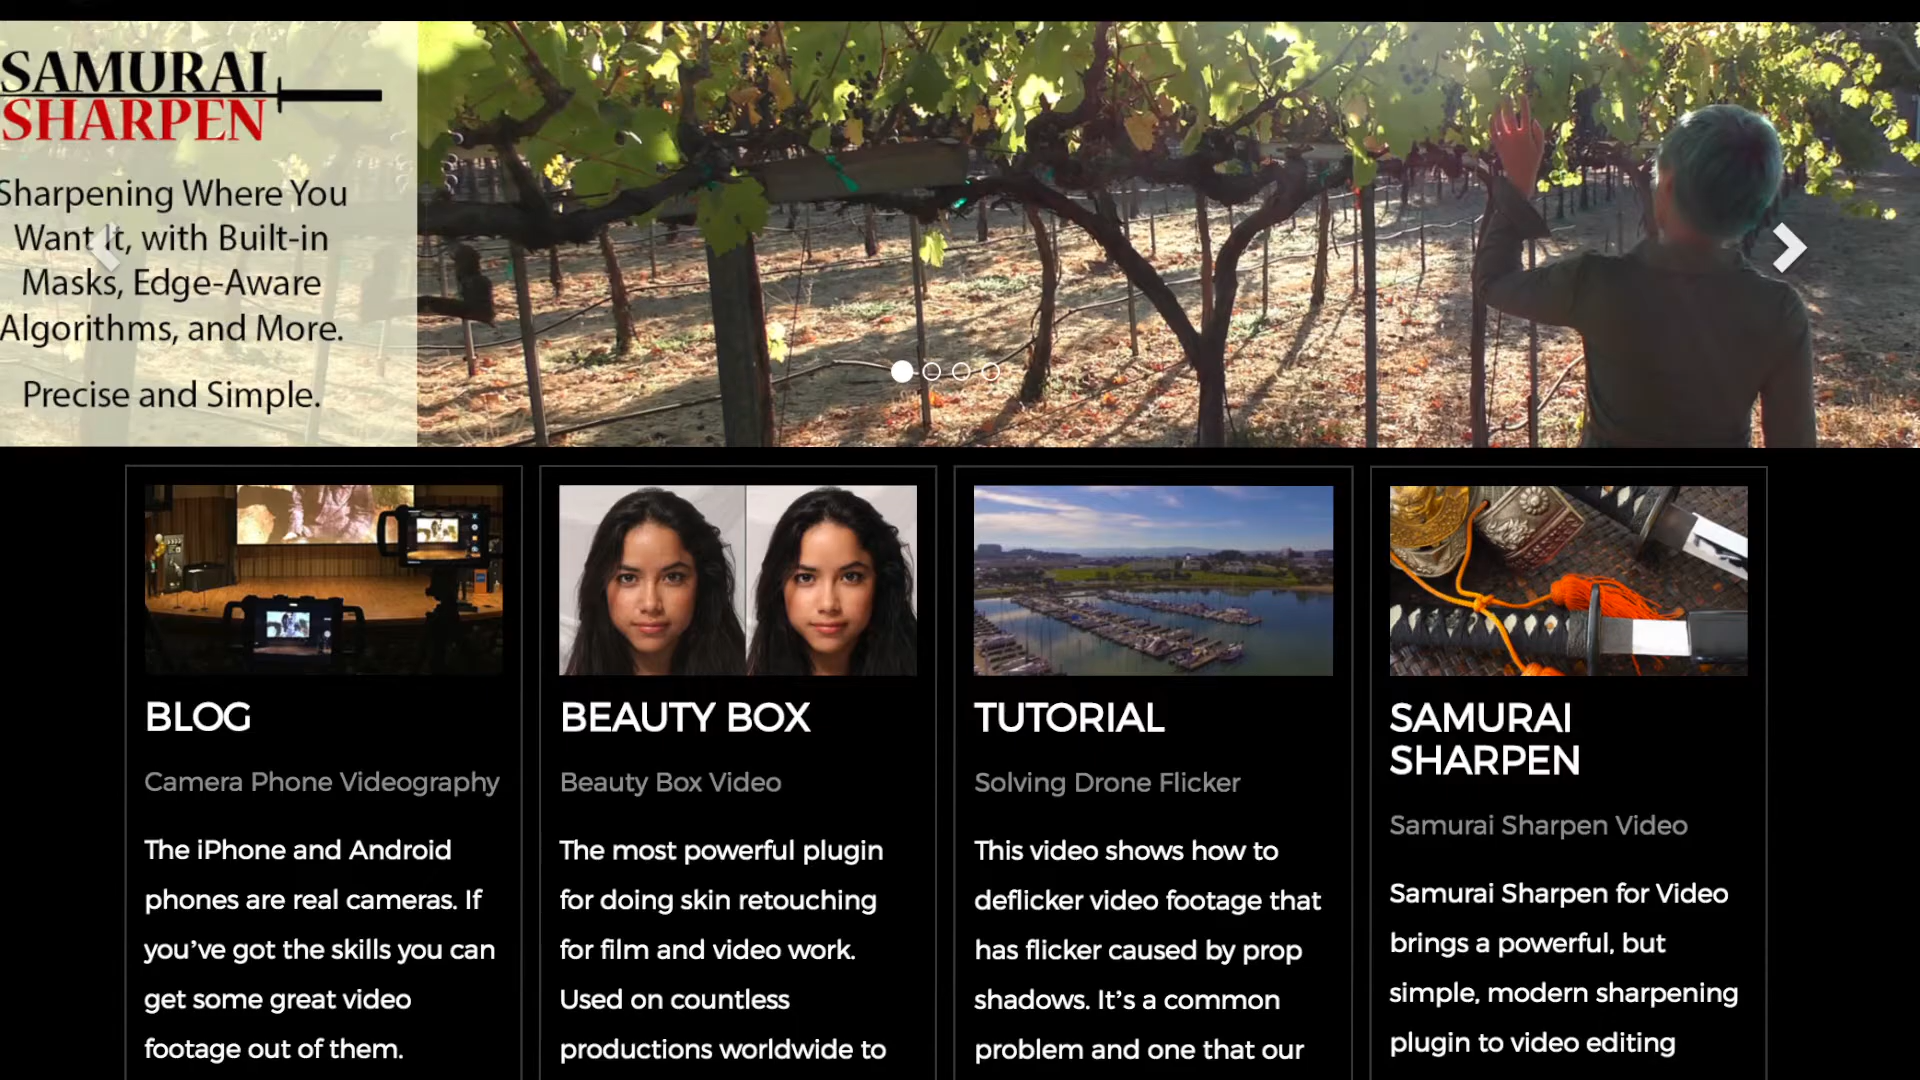 SAMURAI
SHARPEN
Sharpening Where You
Want It, with Built-in
Masks, Edge-Aware
Algorithms, and More.
Precise and Simple.
BLOG
Camera Phone Videography
The iPhone and Android
phones are real cameras. If
you’ve got the skills you can
get some great video
footage out of them.
BEAUTY BOX
Beauty Box Video
The most powerful plugin
for doing skin retouching
for film and video work.
Used on countless
productions worldwide to
TUTORIAL
Solving Drone Flicker
This video shows how to
deflicker video footage that
has flicker caused by prop
shadows. It’s a common
problem and one that our
SAMURAI
SHARPEN
Samurai Sharpen Video
Samurai Sharpen for Video
brings a powerful, but
simple, modern sharpening
plugin to video editing